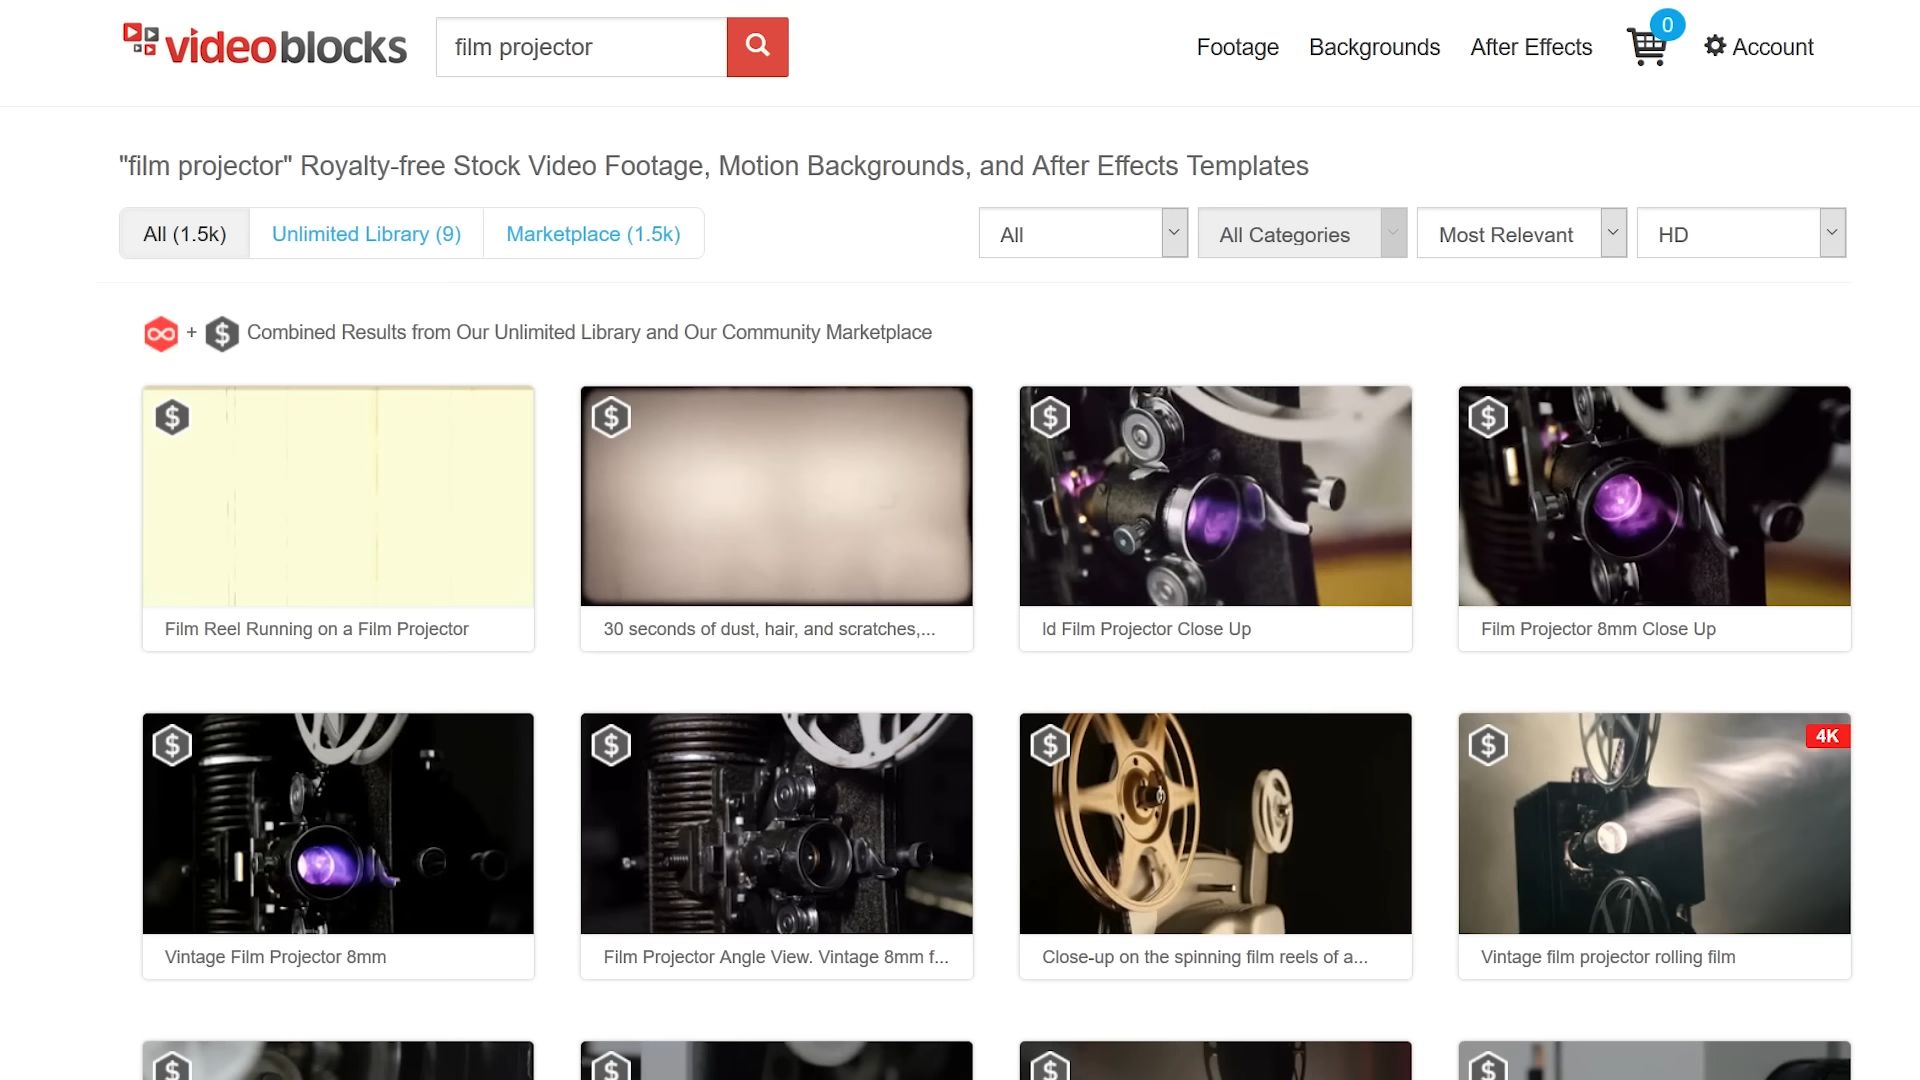 videoblocks
film projector
Footage
Backgrounds
After Effects
0
Account
"film projector" Royalty-free Stock Video Footage, Motion Backgrounds, and After Effects Templates
All (1.5k)
Unlimited Library (9)
Marketplace (1.5k)
All
All Categories
Most Relevant
HD
+ $ Combined Results from Our Unlimited Library and Our Community Marketplace
$
$
$
$
Film Reel Running on a Film Projector
30 seconds of dust, hair, and scratches,...
ld Film Projector Close Up
Film Projector 8mm Close Up
$
$
$
$
4K
Vintage Film Projector 8mm
Film Projector Angle View. Vintage 8mm f...
Close-up on the spinning film reels of a...
Vintage film projector rolling film
$
$
$
$